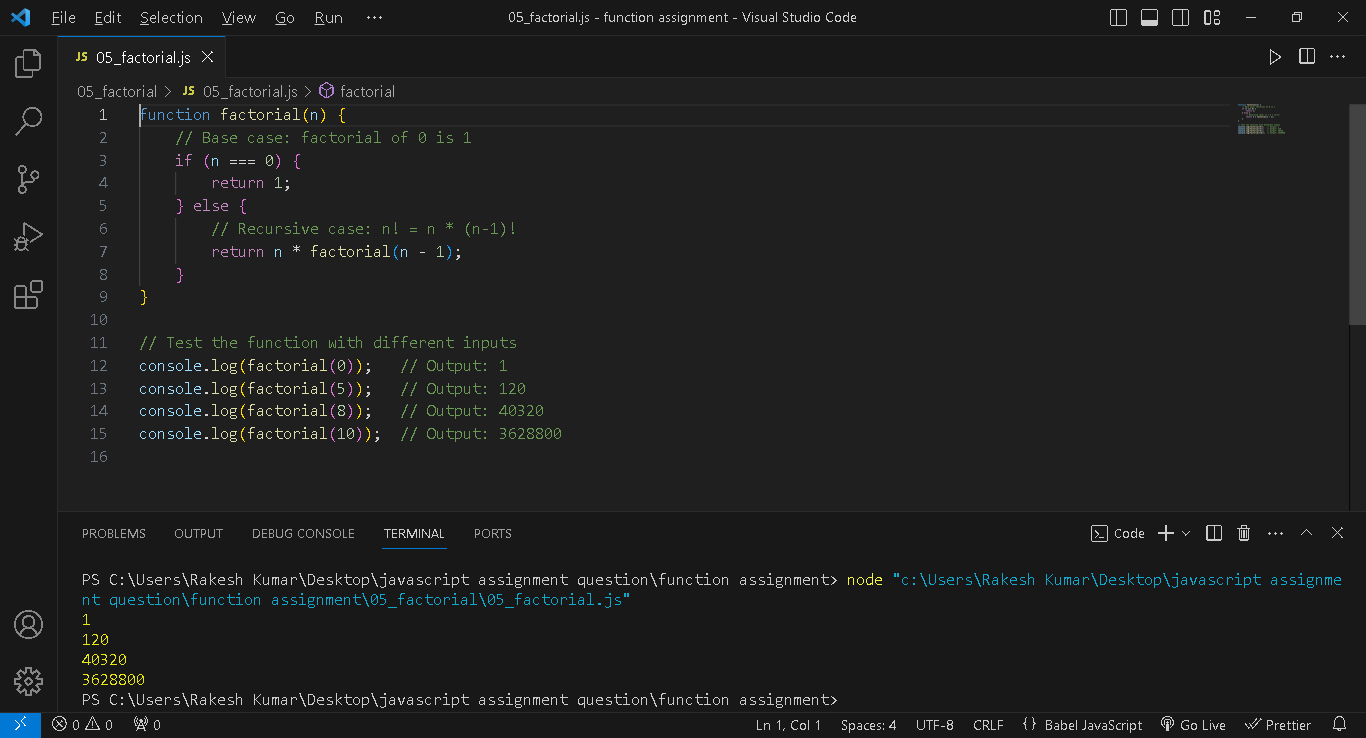 File Edit Selection View Go Run ··· 05_factorial.js - function assignment - Visual Studio Code
JS 05_factorial.js
05_factorial > JS 05_factorial.js > factorial
1 function factorial(n) {
2 // Base case: factorial of 0 is 1
3 if (n === 0) {
4 return 1;
5 } else {
6 // Recursive case: n! = n * (n-1)!
7 return n * factorial(n - 1);
8 }
9 }
10
11 // Test the function with different inputs
12 console.log(factorial(0)); // Output: 1
13 console.log(factorial(5)); // Output: 120
14 console.log(factorial(8)); // Output: 40320
15 console.log(factorial(10)); // Output: 3628800
16
PROBLEMS OUTPUT DEBUG CONSOLE TERMINAL PORTS Code
PS C:\Users\Rakesh Kumar\Desktop\javascript assignment question\function assignment> node "c:\Users\Rakesh Kumar\Desktop\javascript assignme
nt question\function assignment\05_factorial\05_factorial.js"
1
120
40320
3628800
PS C:\Users\Rakesh Kumar\Desktop\javascript assignment question\function assignment>
0 0 0 Ln 1, Col 1 Spaces: 4 UTF-8 CRLF {} Babel JavaScript Go Live Prettier